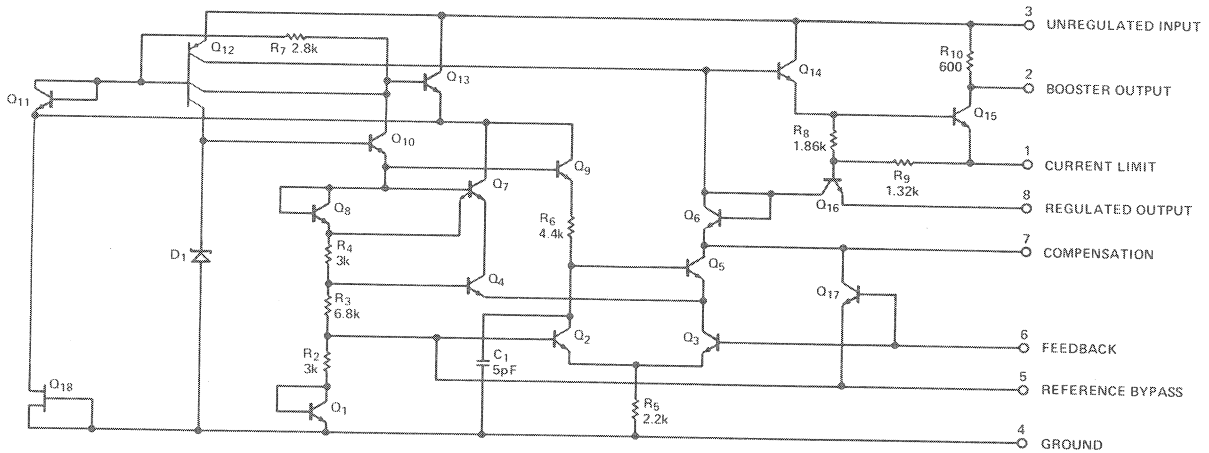 3 UNREGULATED INPUT
Q12
R7 2.8k
R10
600
Q13
Q14
2 BOOSTER OUTPUT
Q11
Q15
R8
1.86k
Q10
1 CURRENT LIMIT
Q9
R9
1.32k
Q7
Q8
Q16
8 REGULATED OUTPUT
R6
4.4k
Q6
R4
3k
7 COMPENSATION
D1
Q5
Q4
Q17
R3
6.8k
Q2
Q3
6 FEEDBACK
R2
3k
C1
5pF
Q18
5 REFERENCE BYPASS
Q1
R5
2.2k
4 GROUND